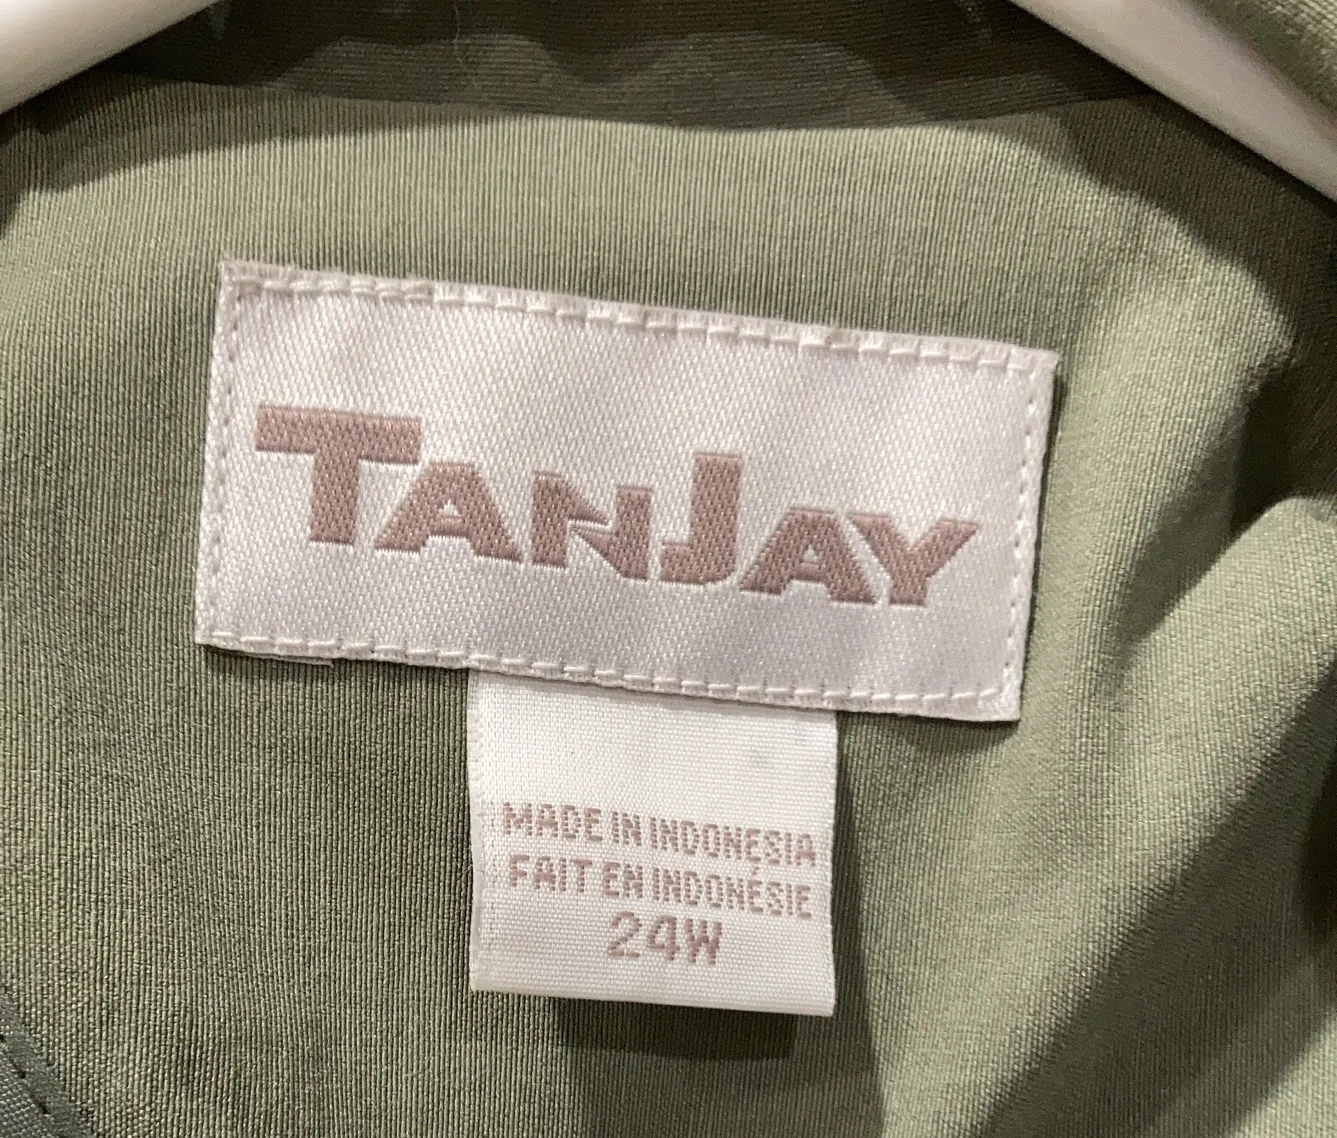 TANJAY
MADE IN INDONESIA
FAIT EN INDONÉSIE
24W